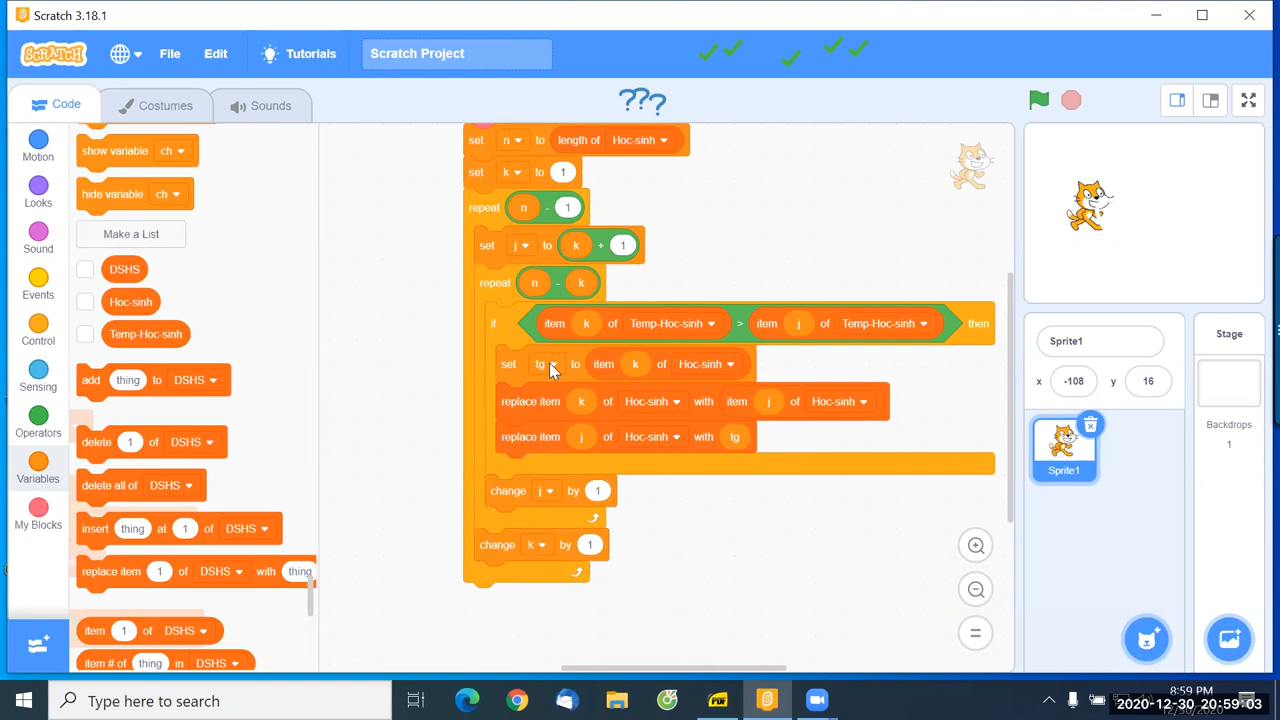 Scratch 3.18.1
SCRATCH
File
Edit
Tutorials
Scratch Project
Code
Costumes
Sounds
???
Motion
Looks
Sound
Events
Control
Sensing
Operators
Variables
My Blocks
show variable ch
hide variable ch
Make a List
DSHS
Hoc-sinh
Temp-Hoc-sinh
add thing to DSHS
delete 1 of DSHS
delete all of DSHS
insert thing at 1 of DSHS
replace item 1 of DSHS with thing
item 1 of DSHS
item # of thing in DSHS
set n to length of Hoc-sinh
set k to 1
repeat n - 1
set j to k + 1
repeat n - k
if item k of Temp-Hoc-sinh > item j of Temp-Hoc-sinh then
set tg to item k of Hoc-sinh
replace item k of Hoc-sinh with item j of Hoc-sinh
replace item j of Hoc-sinh with tg
change j by 1
change k by 1
Sprite1
x -108 y 16
Sprite1
Stage
Backdrops
1
Type here to search
PDF
8:59 PM
2020-12-30 20:59:03